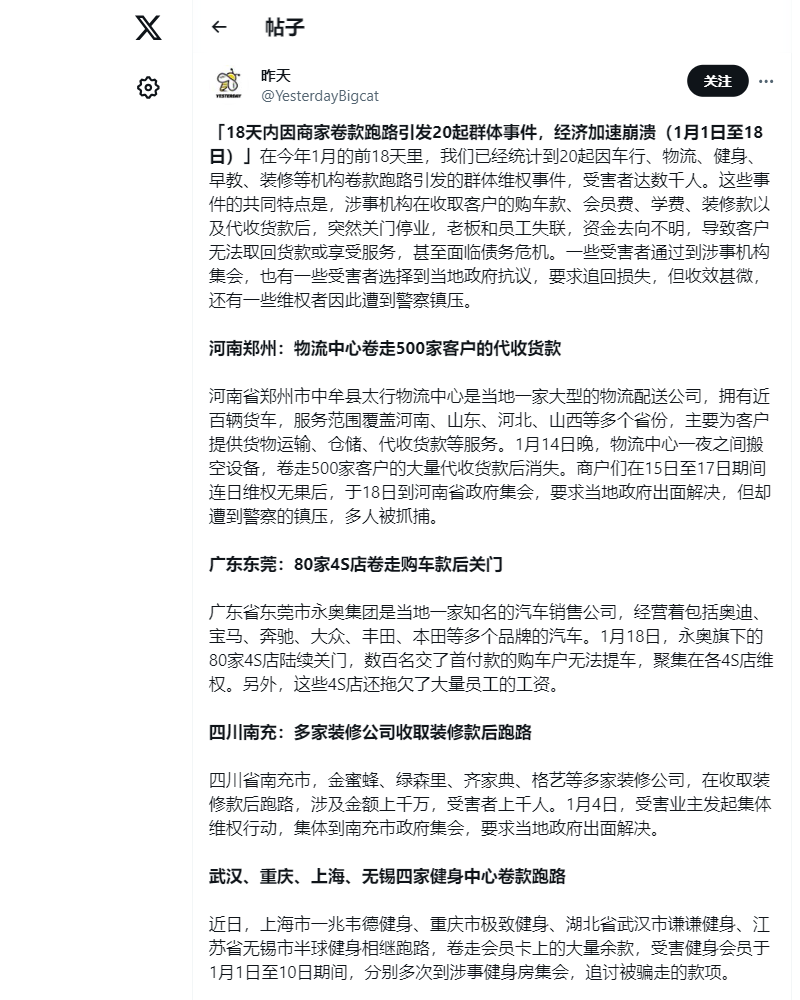 帖子
昨天
@YesterdayBigcat
关注
YESTERDAY
「18天内因商家卷款跑路引发20起群体事件，经济加速崩溃（1月1日至18
日）」在今年1月的前18天里，我们已经统计到20起因车行、物流、健身、
早教、装修等机构卷款跑路引发的群体维权事件，受害者达数千人。这些事
件的共同特点是，涉事机构在收取客户的购车款、会员费、学费、装修款以
及代收货款后，突然关门停业，老板和员工失联，资金去向不明，导致客户
无法取回货款或享受服务，甚至面临债务危机。一些受害者通过到涉事机构
集会，也有一些受害者选择到当地政府抗议，要求追回损失，但收效甚微，
还有一些维权者因此遭到警察镇压。
河南郑州：物流中心卷走500家客户的代收货款
河南省郑州市中牟县太行物流中心是当地一家大型的物流配送公司，拥有近
百辆货车，服务范围覆盖河南、山东、河北、山西等多个省份，主要为客户
提供货物运输、仓储、代收货款等服务。1月14日晚，物流中心一夜之间搬
空设备，卷走500家客户的大量代收货款后消失。商户们在15日至17日期间
连日维权无果后，于18日到河南省政府集会，要求当地政府出面解决，但却
遭到警察的镇压，多人被抓捕。
广东东莞：80家4S店卷走购车款后关门
广东省东莞市永奥集团是当地一家知名的汽车销售公司，经营着包括奥迪、
宝马、奔驰、大众、丰田、本田等多个品牌的汽车。1月18日，永奥旗下的
80家4S店陆续关门，数百名交了首付款的购车户无法提车，聚集在各4S店维
权。另外，这些4S店还拖欠了大量员工的工资。
四川南充：多家装修公司收取装修款后跑路
四川省南充市，金蜜蜂、绿森里、齐家典、格艺等多家装修公司，在收取装
修款后跑路，涉及金额上千万，受害者上千人。1月4日，受害业主发起集体
维权行动，集体到南充市政府集会，要求当地政府出面解决。
武汉、重庆、上海、无锡四家健身中心卷款跑路
近日，上海市一兆韦德健身、重庆市极致健身、湖北省武汉市谦谦健身、江
苏省无锡市半球健身相继跑路，卷走会员卡上的大量余款，受害健身会员于
1月1日至10日期间，分别多次到涉事健身房集会，追讨被骗走的款项。